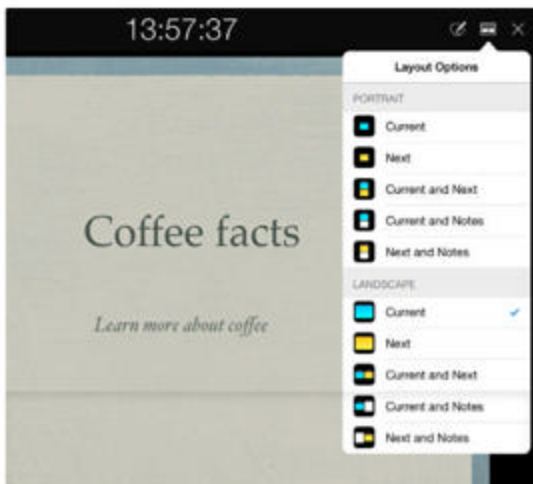 13:57:37
Layout Options
PORTRAIT
Current
Next
Current and Next
Current and Notes
Next and Notes
LANDSCAPE
Current
Next
Current and Next
Current and Notes
Next and Notes
Coffee facts
Learn more about coffee